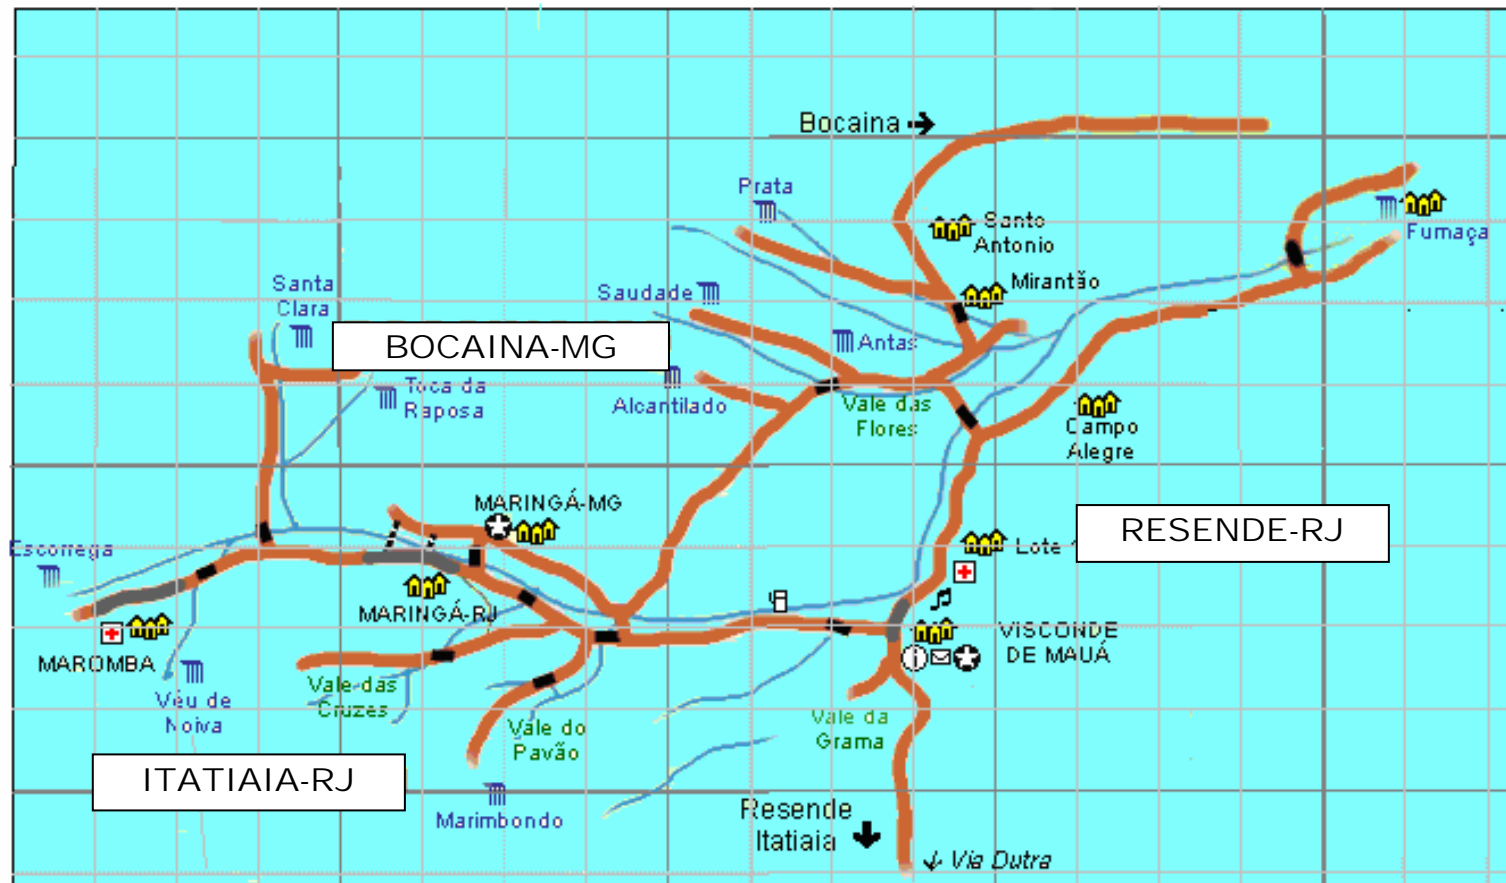 Bocaina
Prata
Santo
Antonio
Fumaça
Mirantão
Santa
Clara
Saudade
BOCAINA-MG
Antas
Toca da
Raposa
Alcantilado
Vale das
Flores
Campo
Alegre
MARINGÁ-MG
RESENDE-RJ
Escorrega
Lote
MARINGÁ-RJ
VISCONDE
DE MAUÁ
MAROMBA
Véu de
Noiva
Vale das
Cruzes
Vale do
Pavão
Vale da
Grama
ITATIAIA-RJ
Marimbondo
Resende
Itatiaia
Via Dutra